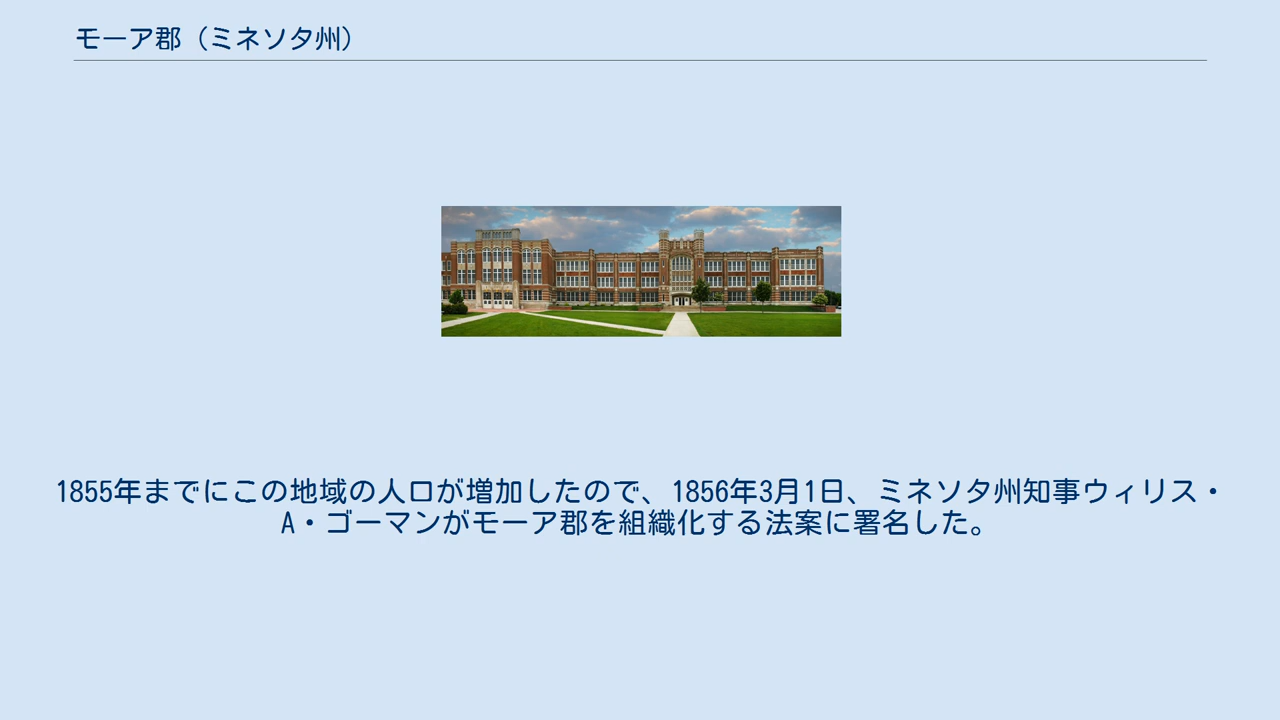 モーア郡（ミネソタ州）
1855年までにこの地域の人口が増加したので、1856年3月1日、ミネソタ州知事ウィリス・
A・ゴーマンがモーア郡を組織化する法案に署名した。